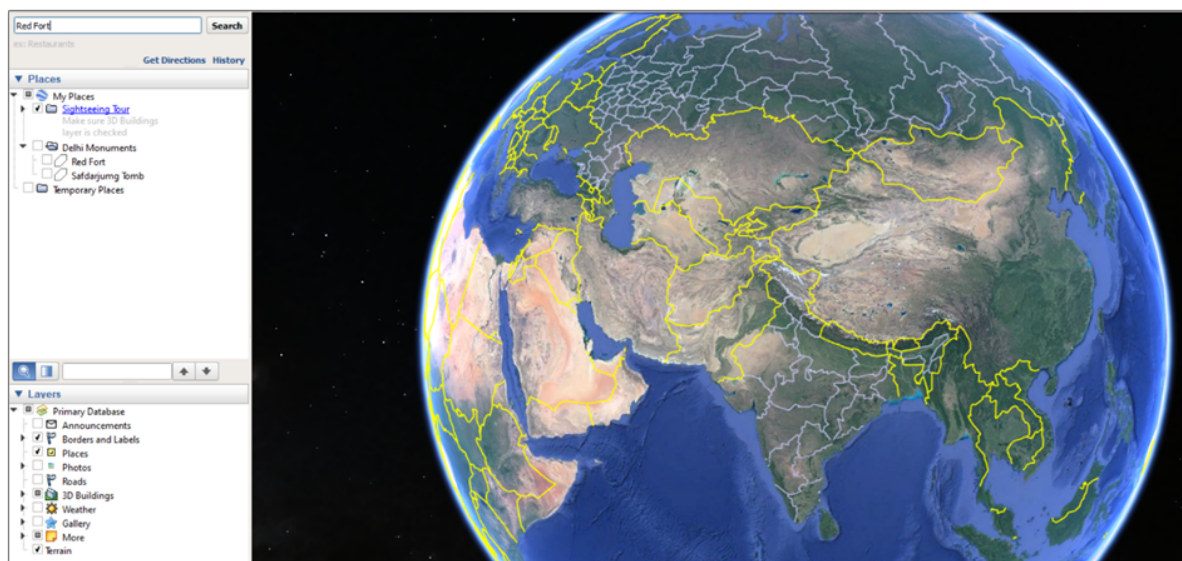 Red Fort
Search
ex: Restaurants
Get Directions History
Places
My Places
Sightseeing Tour
Make sure 3D Buildings
layer is checked
Delhi Monuments
Red Fort
Safdarjumg Tomb
Temporary Places
Layers
Primary Database
Announcements
Borders and Labels
Places
Photos
Roads
3D Buildings
Weather
Gallery
More
Terrain